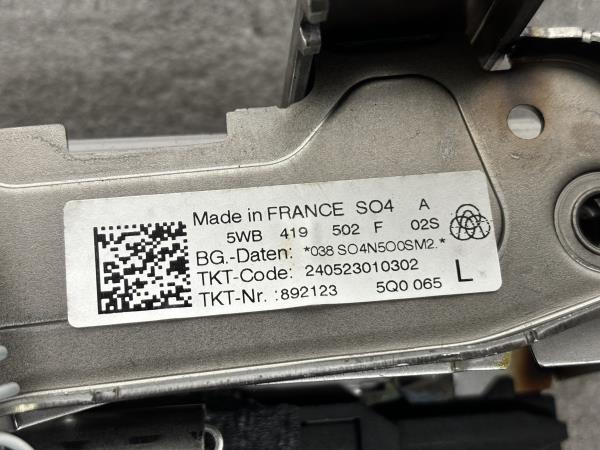 Made in FRANCE SO4 A
5WB 419 502 F 02S
BG.-Daten: *038 SO4N5O0SM2.*
TKT-Code: 240523010302
TKT-Nr. :892123 5Q0 065 L